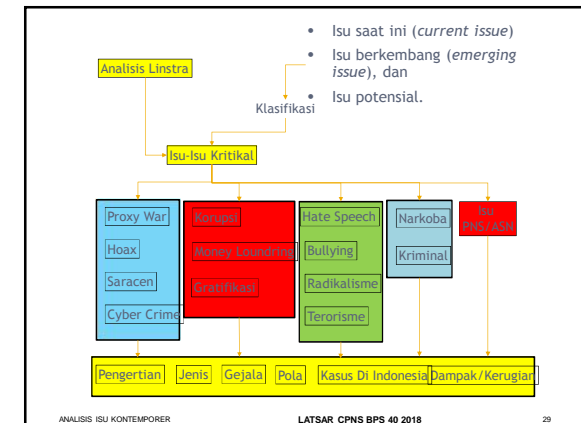 • Isu saat ini (current issue)
• Isu berkembang (emerging
issue), dan
• Isu potensial.
Analisis Linstra
Klasifikasi
Isu-Isu Kritikal
Proxy War
Hoax
Saracen
Cyber Crime
Korupsi
Money Loundring
Gratifikasi
Hate Speech
Bullying
Radikalisme
Terorisme
Narkoba
Kriminal
Isu
PNS/ASN
Pengertian Jenis Gejala Pola Kasus Di Indonesia Dampak/Kerugian
ANALISIS ISU KONTEMPORER LATSAR CPNS BPS 40 2018 29